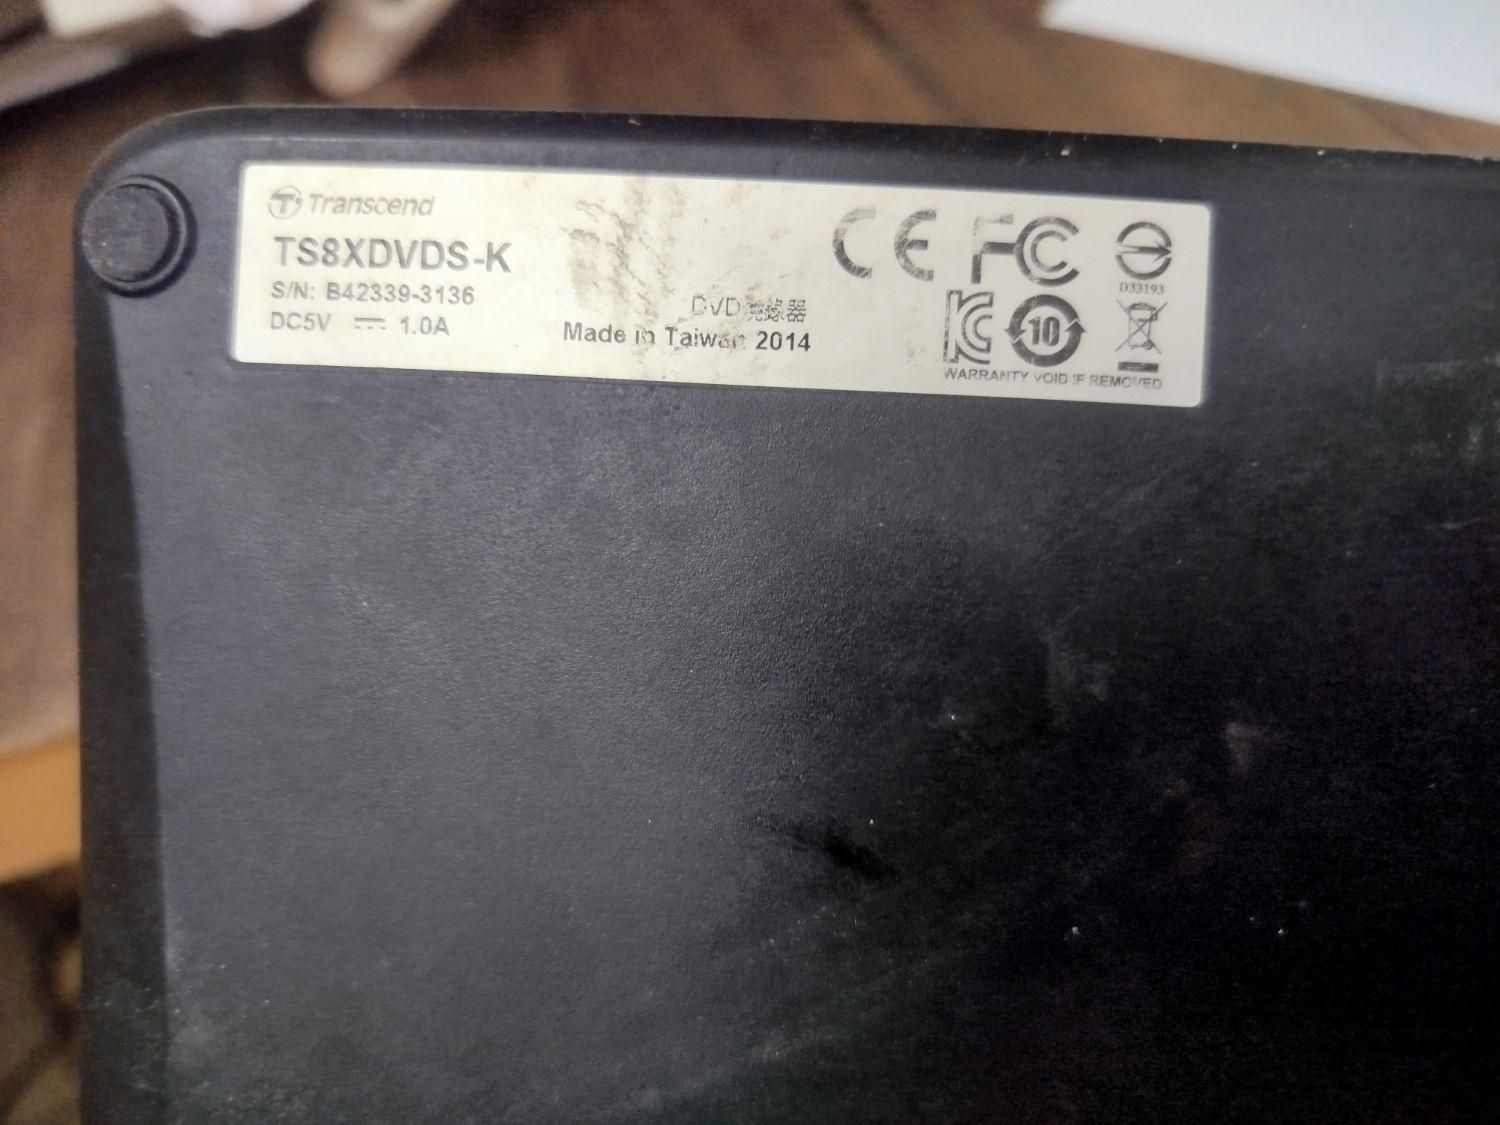 Transcend
TS8XDVDS-K
S/N: B42339-3136
DC5V ⎓ 1.0A
DVD燒錄器
Made in Taiwan 2014
CE FC
D33193
10
WARRANTY VOID IF REMOVED